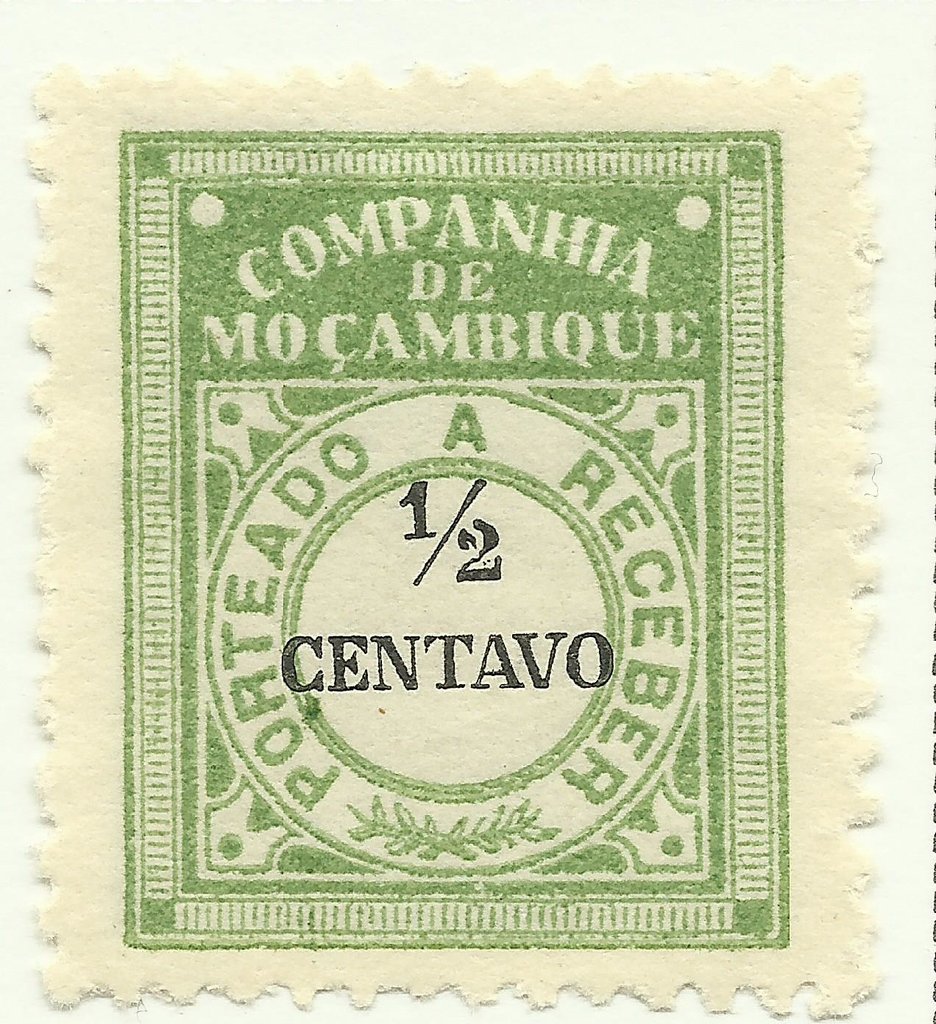 COMPANHIA
DE
MOÇAMBIQUE
PORTEADO A RECEBER
1/2
CENTAVO